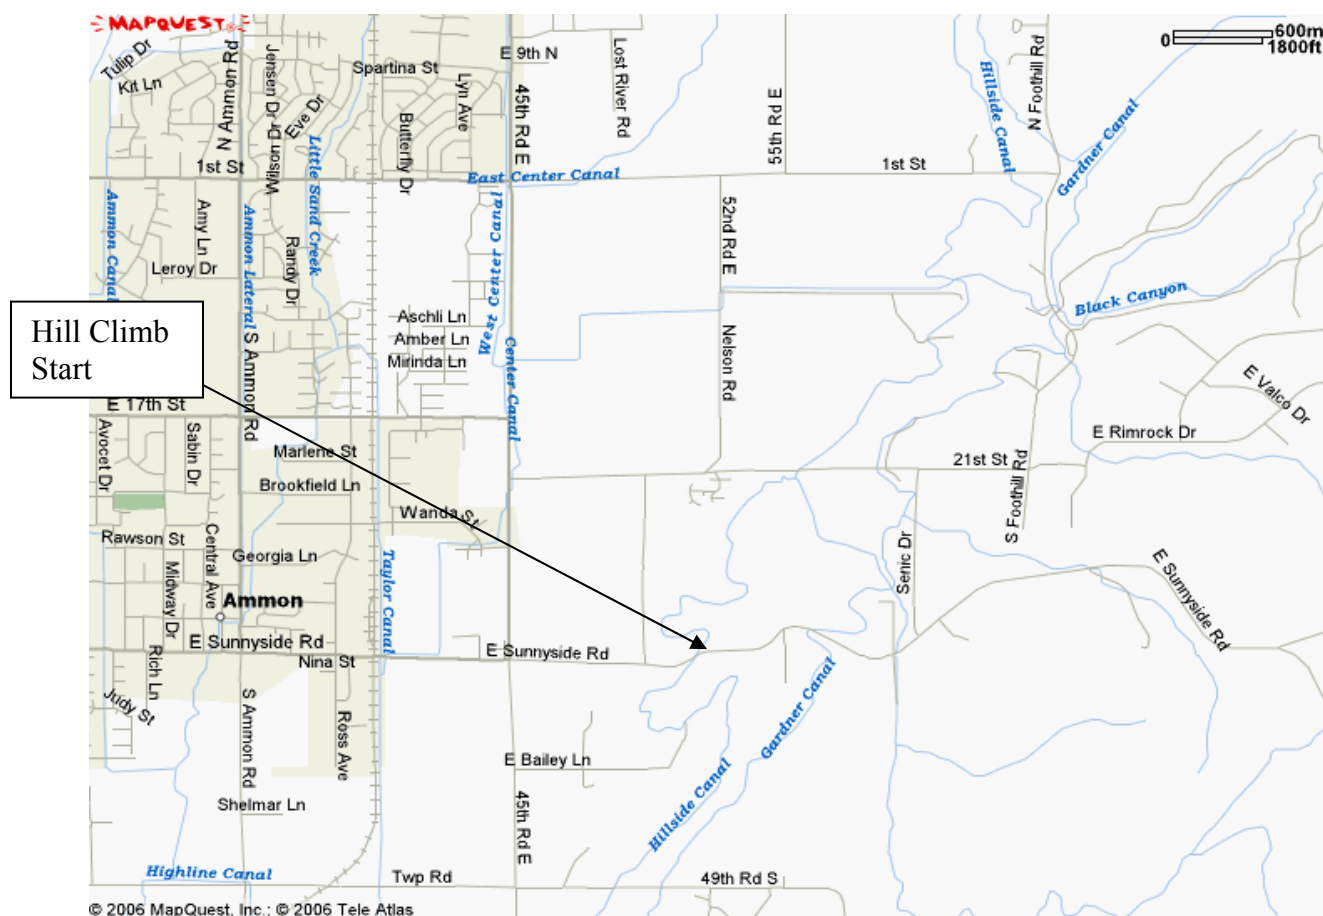 MAPQUEST
600m
0
1800ft
Tulip Dr
Kit Ln
N Ammon Rd
Jensen Dr
Eve Dr
Wilson Dr
Spartina St
Lyn Ave
Butterfly Dr
E 9th N
45th Rd E
Lost River Rd
55th Rd E
N Foothill Rd
Hillside Canal
Gardner Canal
1st St
1st St
East Center Canal
Little Sand Creek
Ammon Canal
Amy Ln
Leroy Dr
Ammon Lateral
Randy Dr
West Center Canal
52nd Rd E
Black Canyon
Hill Climb
Start
Aschli Ln
Amber Ln
Mirinda Ln
S Ammon Rd
Center Canal
Nelson Rd
E Valco Dr
E 17th St
Avocet Dr
Sabin Dr
Marlene St
Brookfield Ln
E Rimrock Dr
21st St
S Foothill Rd
Wanda St
Rawson St
Central Ave
Georgia Ln
Midway Dr
Taylor Canal
Senic Dr
E Sunnyside Rd
Ammon
E Sunnyside Rd
Nina St
E Sunnyside Rd
Rich Ln
Judy St
S Ammon Rd
Ross Ave
Gardner Canal
E Bailey Ln
Hillside Canal
45th Rd E
Shelmar Ln
Highline Canal
Twp Rd
49th Rd S
© 2006 MapQuest, Inc.; © 2006 Tele Atlas